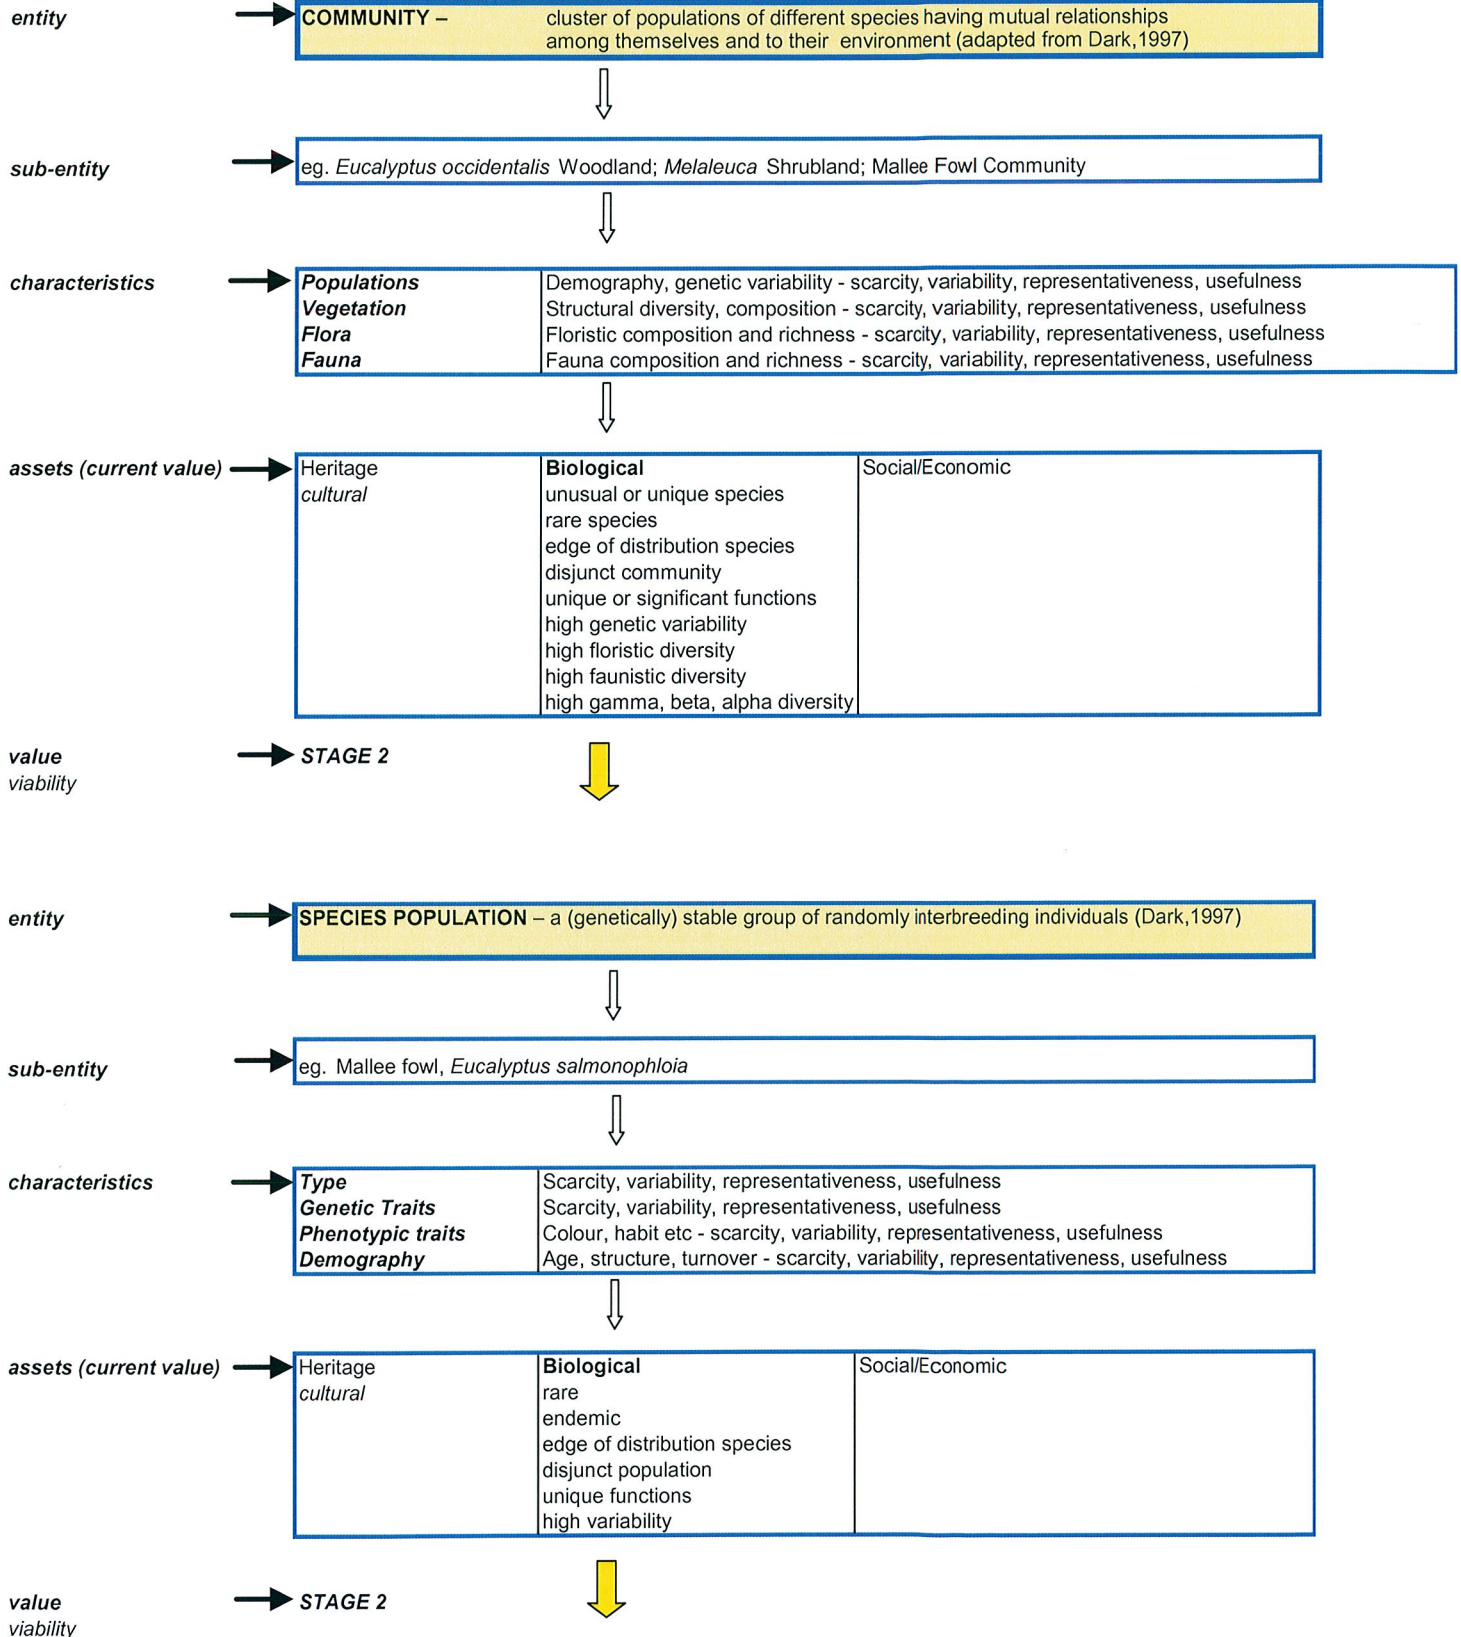 entity COMMUNITY – cluster of populations of different species having mutual relationships
among themselves and to their environment (adapted from Dark,1997)
sub-entity eg. Eucalyptus occidentalis Woodland; Melaleuca Shrubland; Mallee Fowl Community
characteristics Populations Demography, genetic variability - scarcity, variability, representativeness, usefulness
Vegetation Structural diversity, composition - scarcity, variability, representativeness, usefulness
Flora Floristic composition and richness - scarcity, variability, representativeness, usefulness
Fauna Fauna composition and richness - scarcity, variability, representativeness, usefulness
assets (current value) Heritage Biological Social/Economic
cultural unusual or unique species
rare species
edge of distribution species
disjunct community
unique or significant functions
high genetic variability
high floristic diversity
high faunistic diversity
high gamma, beta, alpha diversity
value STAGE 2
viability
entity SPECIES POPULATION – a (genetically) stable group of randomly interbreeding individuals (Dark,1997)
sub-entity eg. Mallee fowl, Eucalyptus salmonophloia
characteristics Type Scarcity, variability, representativeness, usefulness
Genetic Traits Scarcity, variability, representativeness, usefulness
Phenotypic traits Colour, habit etc - scarcity, variability, representativeness, usefulness
Demography Age, structure, turnover - scarcity, variability, representativeness, usefulness
assets (current value) Heritage Biological Social/Economic
cultural rare
endemic
edge of distribution species
disjunct population
unique functions
high variability
value STAGE 2
viability